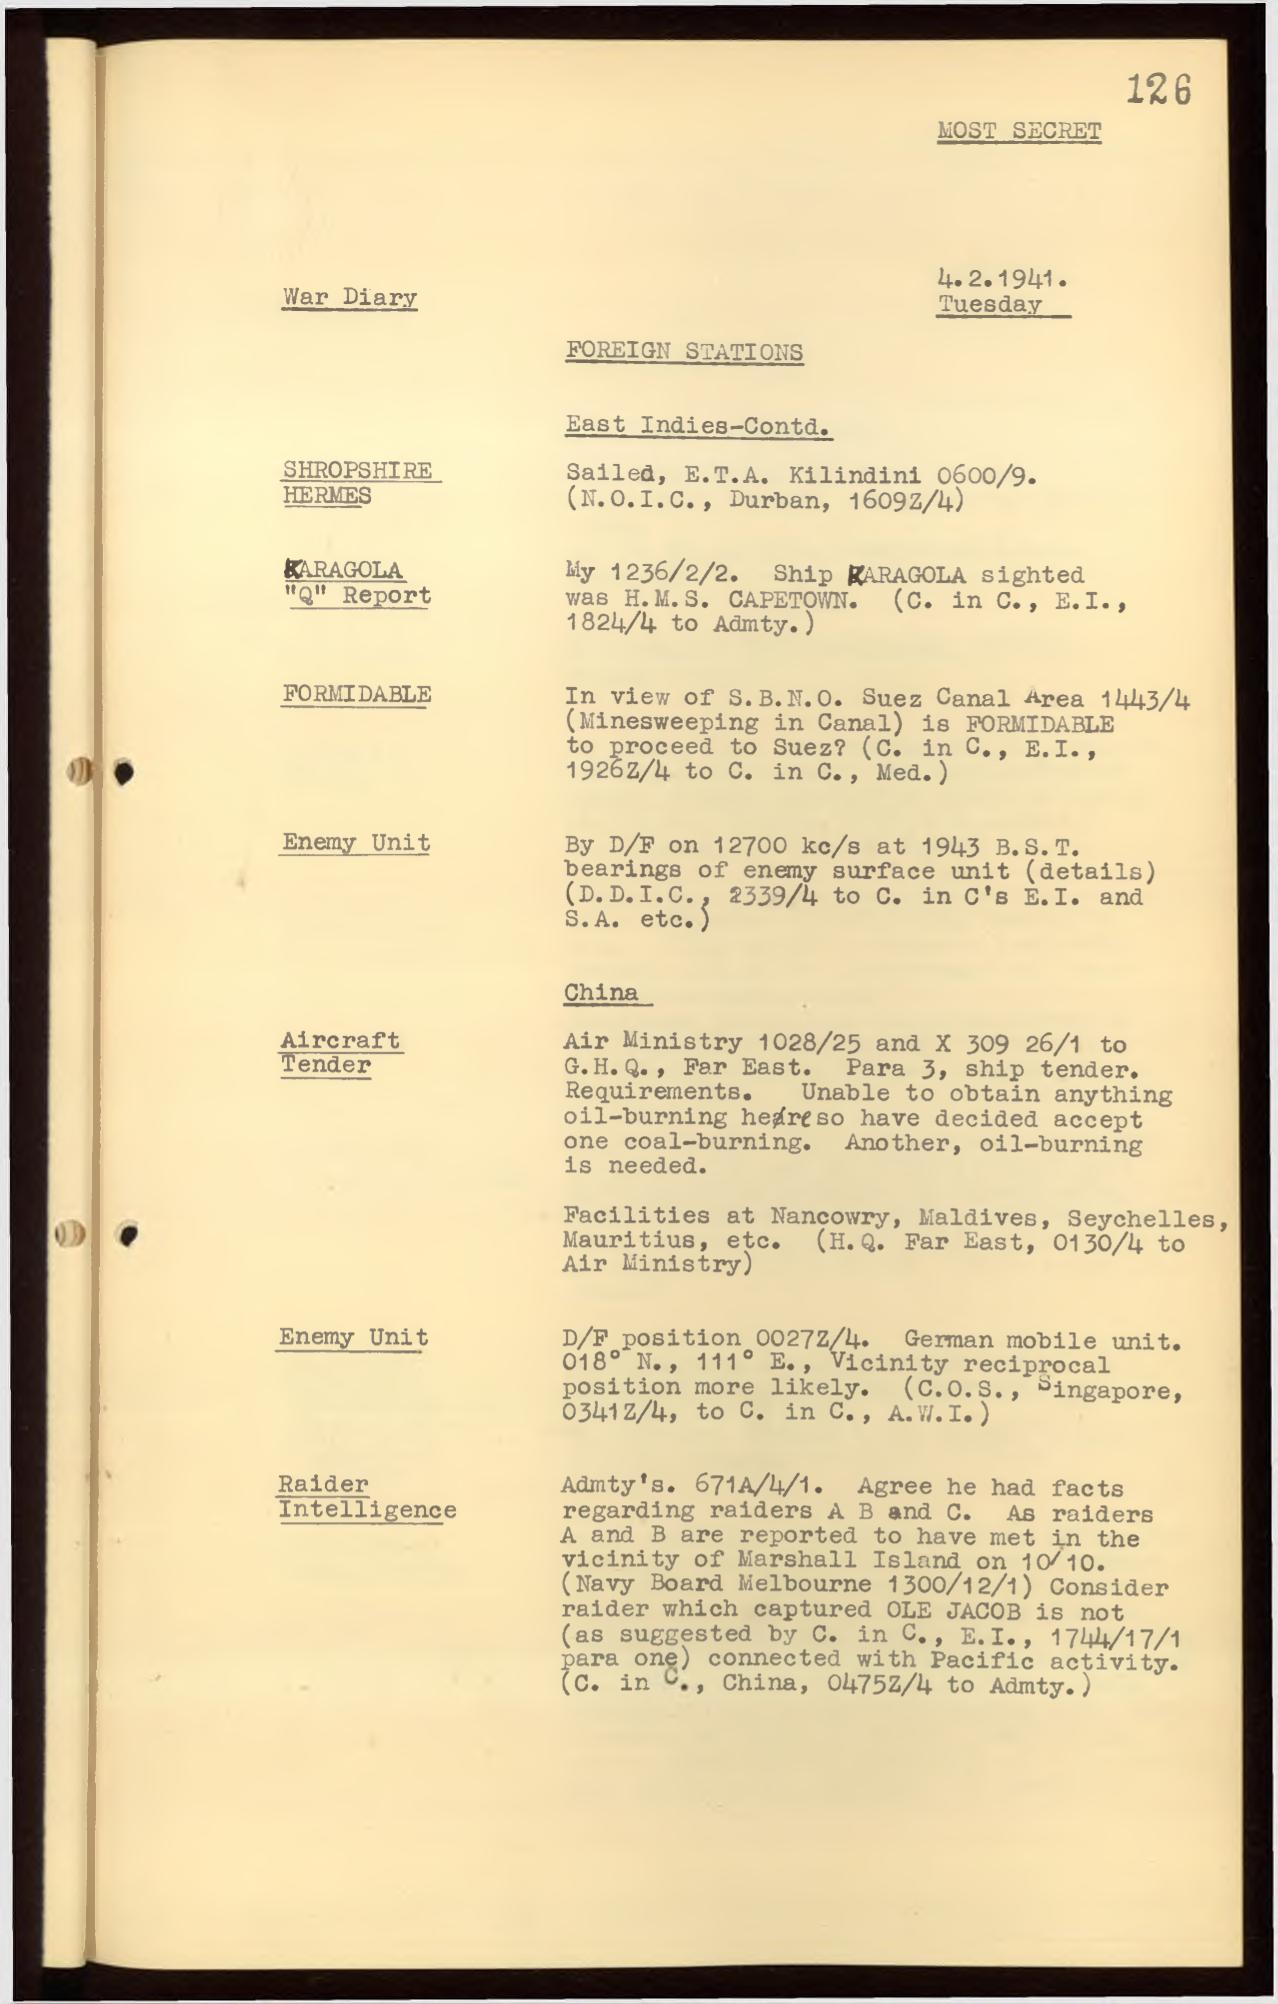 126
MOST SECRET
War Diary
4.2.1941.
Tuesday
FOREIGN STATIONS
East Indies-Contd.
SHROPSHIRE
HERMES
Sailed, E.T.A. Kilindini 0600/9.
(N.O.I.C., Durban, 1609Z/4)
KARAGOLA
"Q" Report
My 1236/2/2. Ship KARAGOLA sighted
was H.M.S. CAPETOWN. (C. in C., E.I.,
1824/4 to Admty.)
FORMIDABLE
In view of S.B.N.O. Suez Canal Area 1443/4
(Minesweeping in Canal) is FORMIDABLE
to proceed to Suez? (C. in C., E.I.,
1926Z/4 to C. in C., Med.)
Enemy Unit
By D/F on 12700 kc/s at 1943 B.S.T.
bearings of enemy surface unit (details)
(D.D.I.C., 2339/4 to C. in C's E.I. and
S.A. etc.)
China
Aircraft
Tender
Air Ministry 1028/25 and X 309 26/1 to
G.H.Q., Far East. Para 3, ship tender.
Requirements. Unable to obtain anything
oil-burning here so have decided accept
one coal-burning. Another, oil-burning
is needed.
Facilities at Nancowry, Maldives, Seychelles,
Mauritius, etc. (H.Q. Far East, 0130/4 to
Air Ministry)
Enemy Unit
D/F position 0027Z/4. German mobile unit.
018° N., 111° E., Vicinity reciprocal
position more likely. (C.O.S., Singapore,
0341Z/4, to C. in C., A.W.I.)
Raider
Intelligence
Admty's. 671A/4/1. Agree he had facts
regarding raiders A B and C. As raiders
A and B are reported to have met in the
vicinity of Marshall Island on 10/10.
(Navy Board Melbourne 1300/12/1) Consider
raider which captured OLE JACOB is not
(as suggested by C. in C., E.I., 1744/17/1
para one) connected with Pacific activity.
(C. in C., China, 0475Z/4 to Admty.)